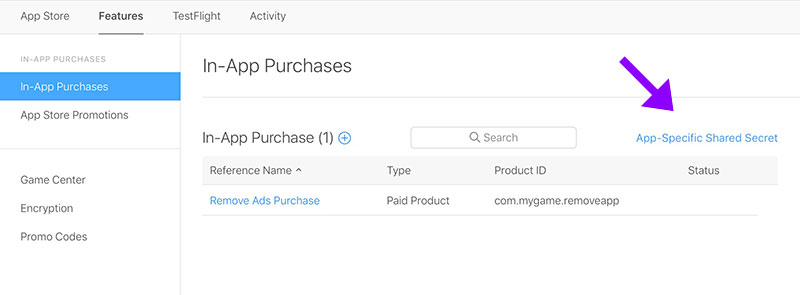 App Store Features TestFlight Activity
IN-APP PURCHASES
In-App Purchases
App Store Promotions
Game Center
Encryption
Promo Codes
In-App Purchases
In-App Purchase (1)
Search
App-Specific Shared Secret
Reference Name Type Product ID Status
Remove Ads Purchase Paid Product com.mygame.removeapp